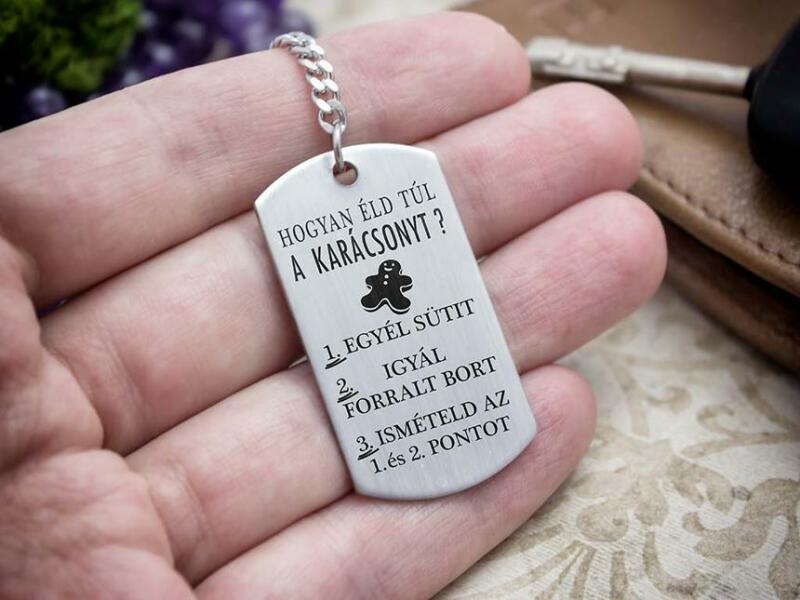 HOGYAN ÉLD TÚL
A KARÁCSONYT?
1. EGYÉL SÜTIT
2. IGYÁL
FORRALT BORT
3. ISMÉTELD AZ
1. és 2. PONTOT